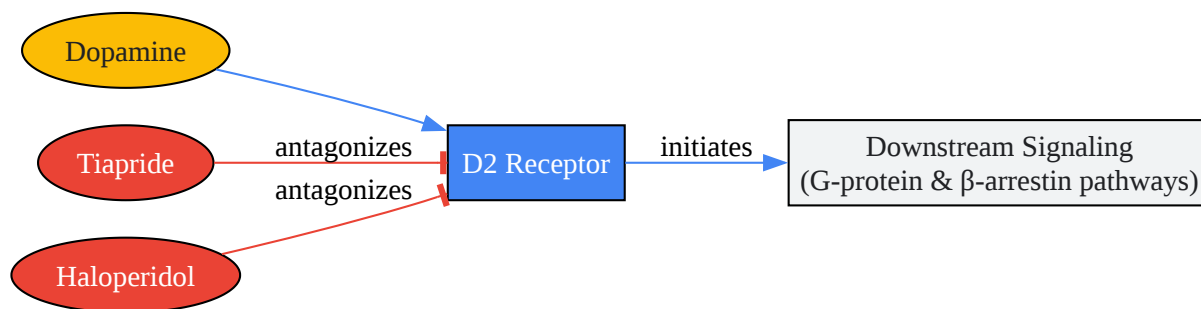 Dopamine
Tiapride
antagonizes
antagonizes
Haloperidol
D2 Receptor
initiates
Downstream Signaling
(G-protein & β-arrestin pathways)